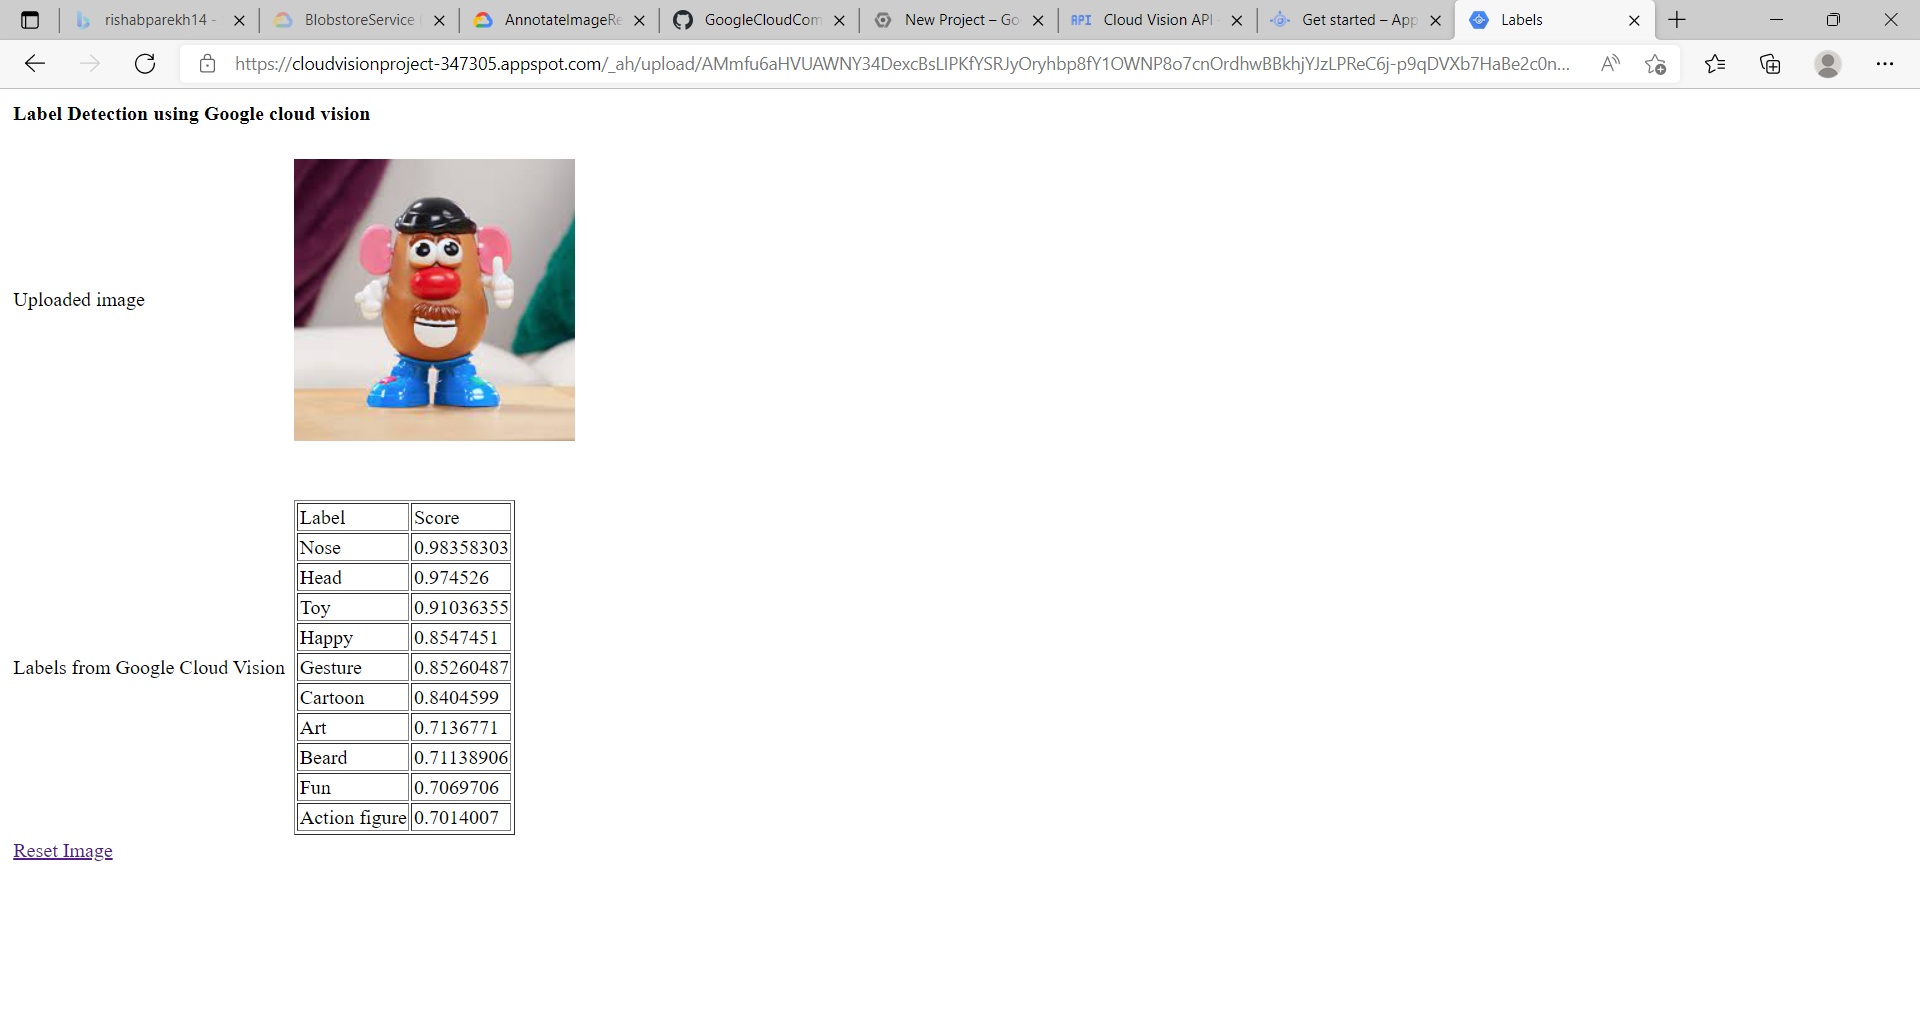 rishabparekh14 -
BlobstoreService (
AnnotateImageRe
GoogleCloudCom
New Project – Go
API Cloud Vision API
Get started – App
Labels
https://cloudvisionproject-347305.appspot.com/_ah/upload/AMmfu6aHVUAWNY34DexcBsLIPKfYSRJyOryhbp8fY1OWNP8o7cnOrdhwBBkhjYJzLPReC6j-p9qDVXb7HaBe2c0n...
Label Detection using Google cloud vision
Uploaded image
Labels from Google Cloud Vision
Label Score
Nose 0.98358303
Head 0.974526
Toy 0.91036355
Happy 0.8547451
Gesture 0.85260487
Cartoon 0.8404599
Art 0.7136771
Beard 0.71138906
Fun 0.7069706
Action figure 0.7014007
Reset Image